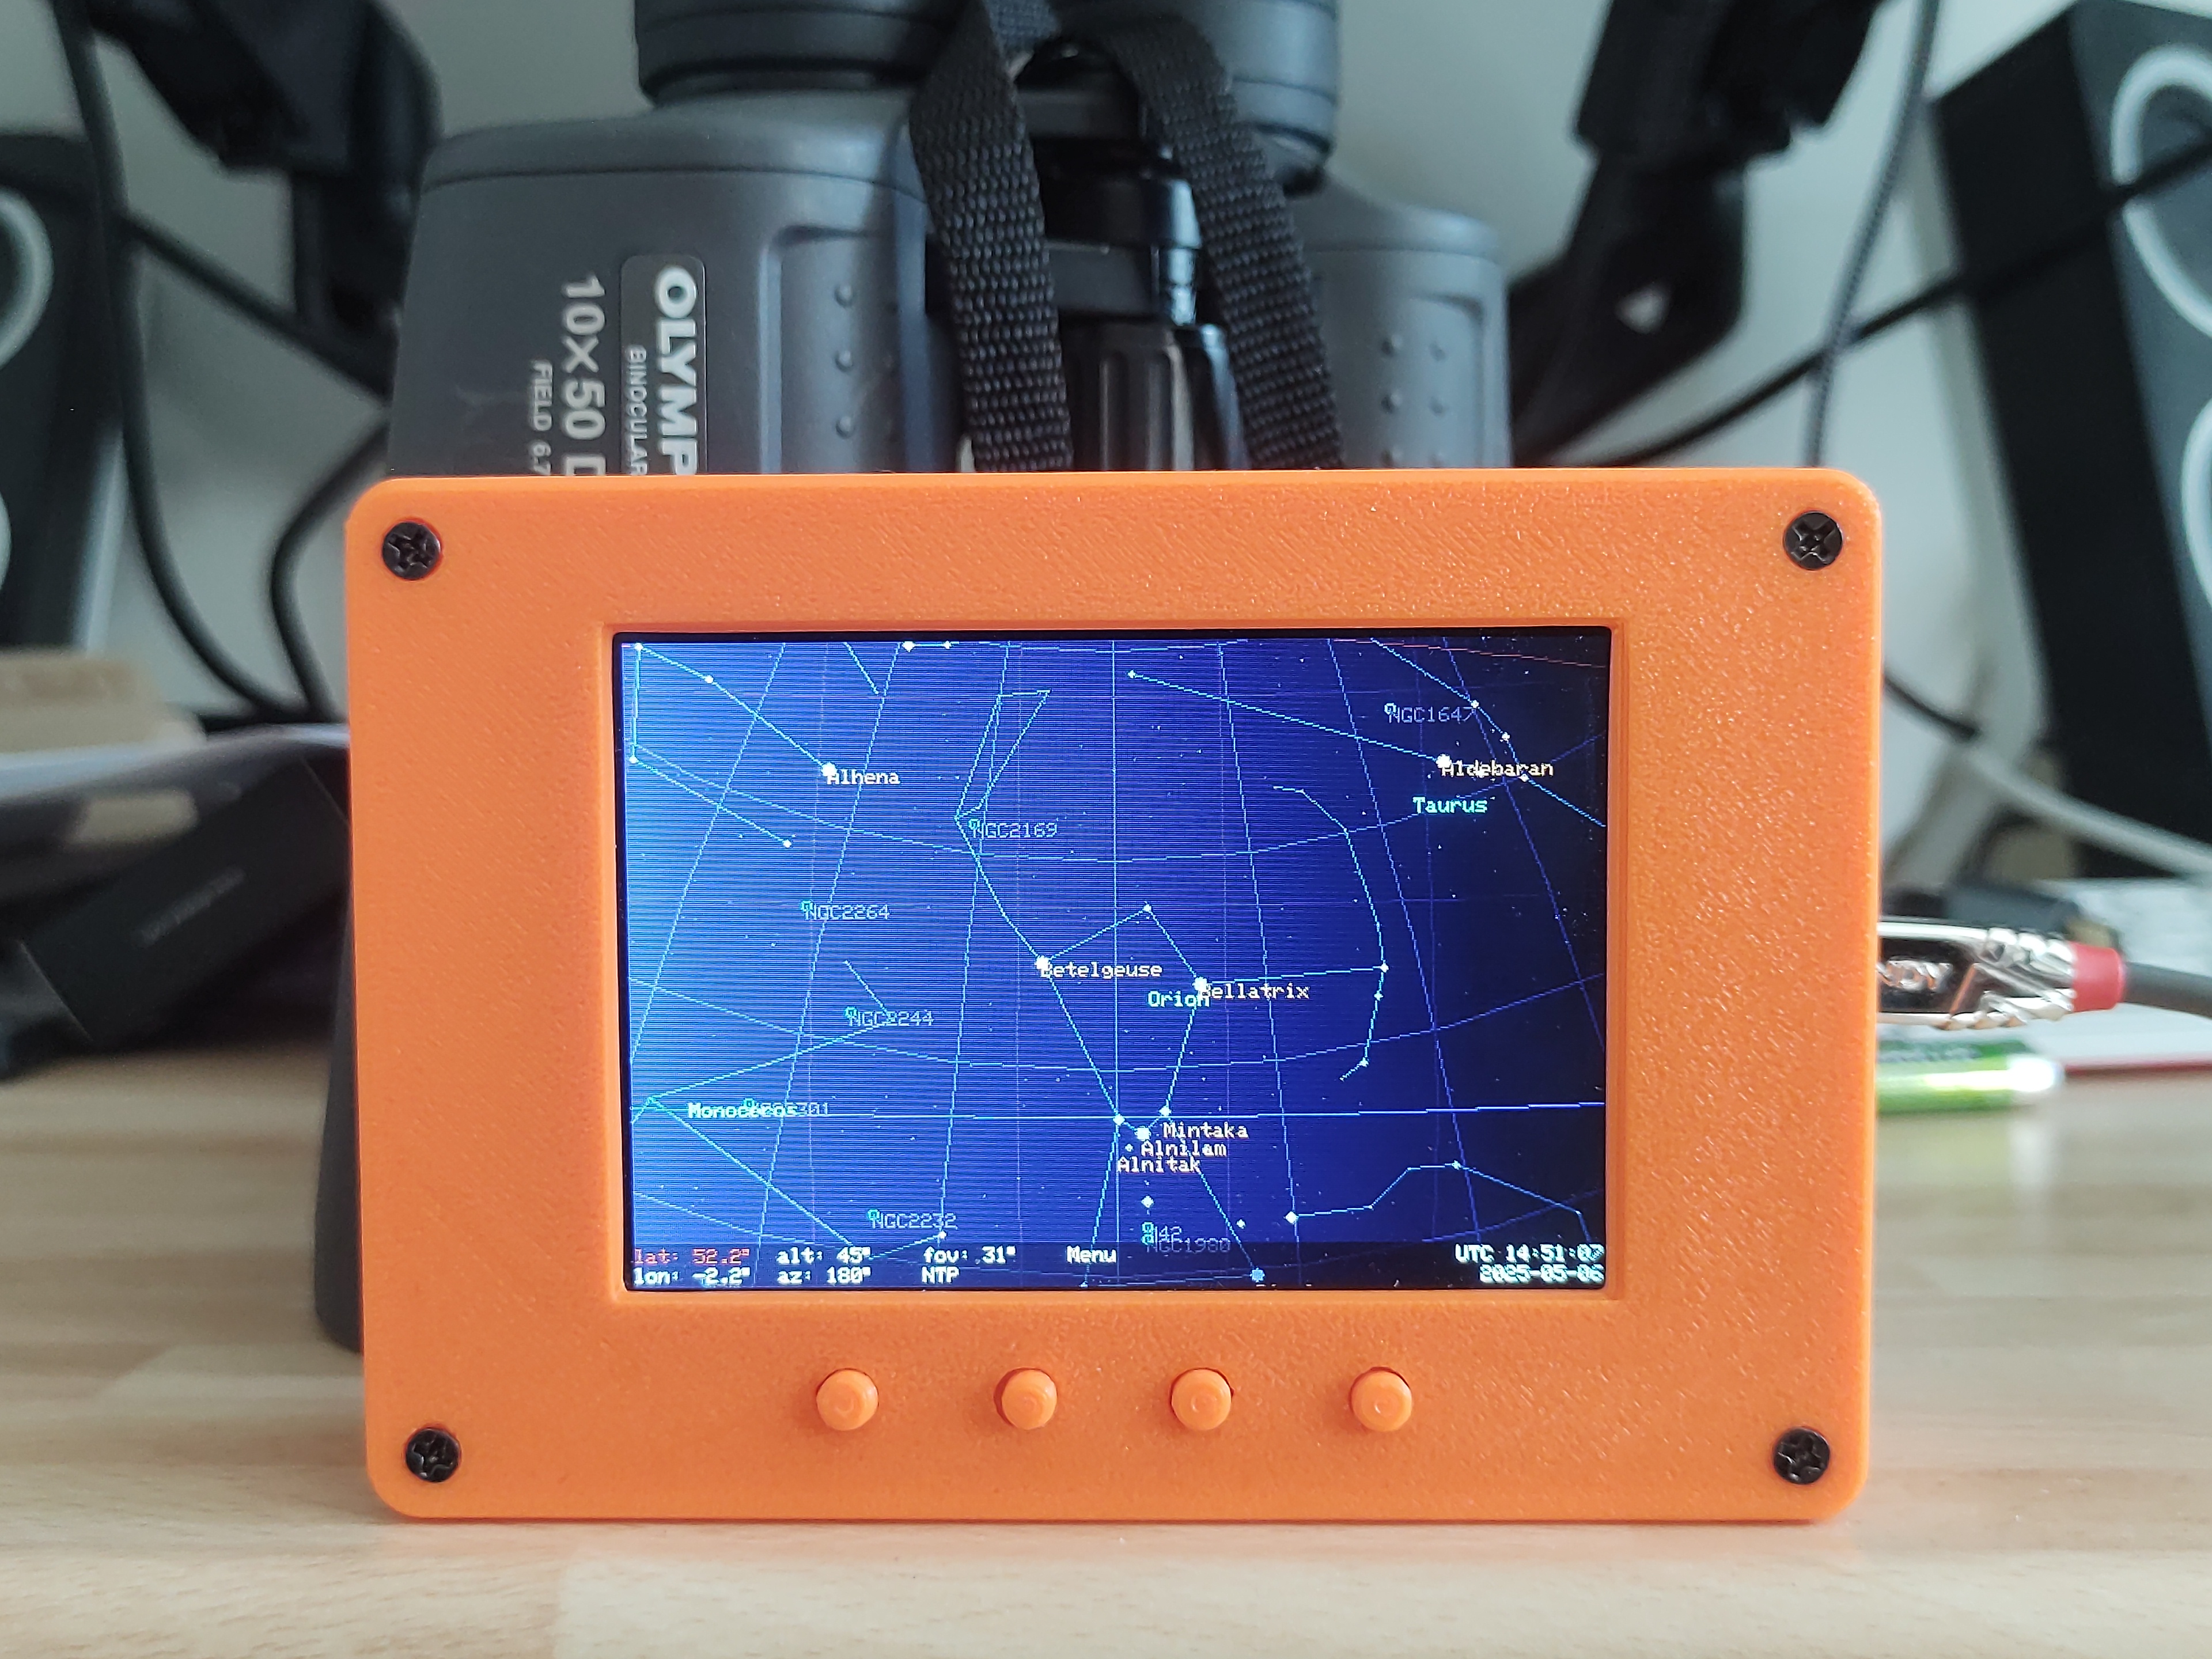 OLYMP
BINOCULAR
10×50 D
FIELD 6.
NGC1647
Alhena
Aldebaran
Taurus
NGC2169
NGC2264
Betelgeuse
Bellatrix
Orion
NGC2244
Monoceros
Mintaka
Alnilam
Alnitak
NGC2232
M42
NGC1980
lat: 52.2° alt: 45° fov: 31° Menu UTC 14:51:07
lon: -2.2° az: 180° NTP 2025-05-06